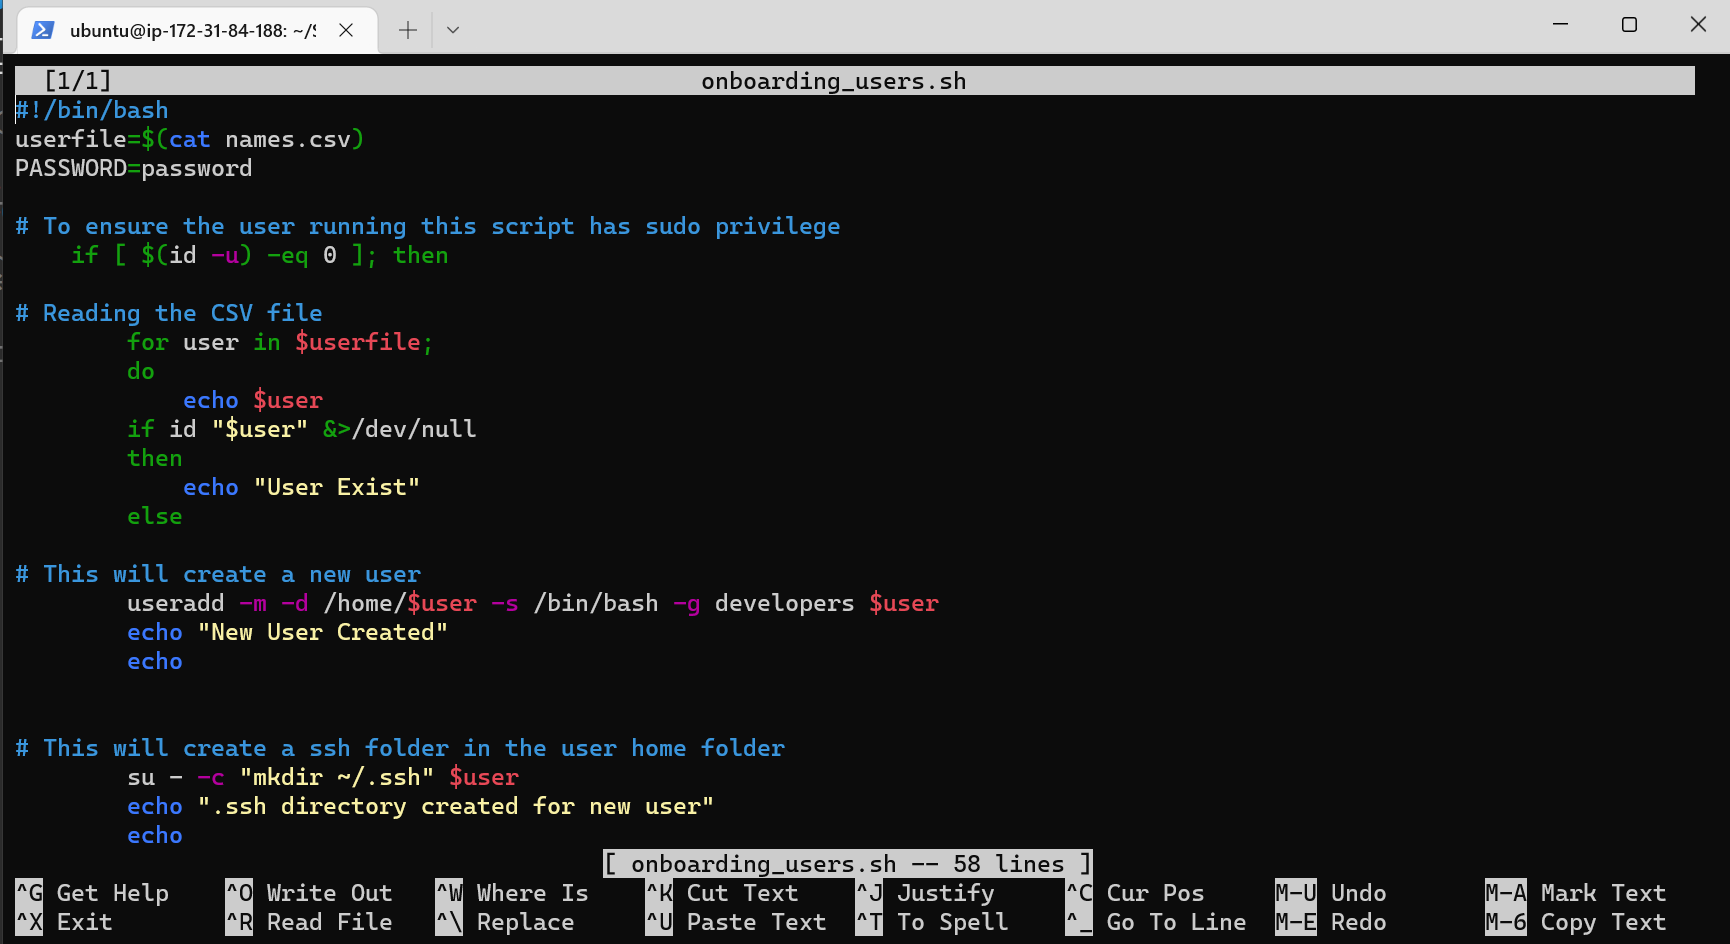 ubuntu@ip-172-31-84-188: ~/
[1/1] onboarding_users.sh
#!/bin/bash
userfile=$(cat names.csv)
PASSWORD=password
# To ensure the user running this script has sudo privilege
    if [ $(id -u) -eq 0 ]; then
# Reading the CSV file
        for user in $userfile;
        do
            echo $user
        if id "$user" &>/dev/null
        then
            echo "User Exist"
        else
# This will create a new user
        useradd -m -d /home/$user -s /bin/bash -g developers $user
        echo "New User Created"
        echo
# This will create a ssh folder in the user home folder
        su - -c "mkdir ~/.ssh" $user
        echo ".ssh directory created for new user"
        echo
[ onboarding_users.sh -- 58 lines ]
^G Get Help ^O Write Out ^W Where Is ^K Cut Text ^J Justify ^C Cur Pos M-U Undo M-A Mark Text
^X Exit ^R Read File ^\ Replace ^U Paste Text ^T To Spell ^_ Go To Line M-E Redo M-6 Copy Text